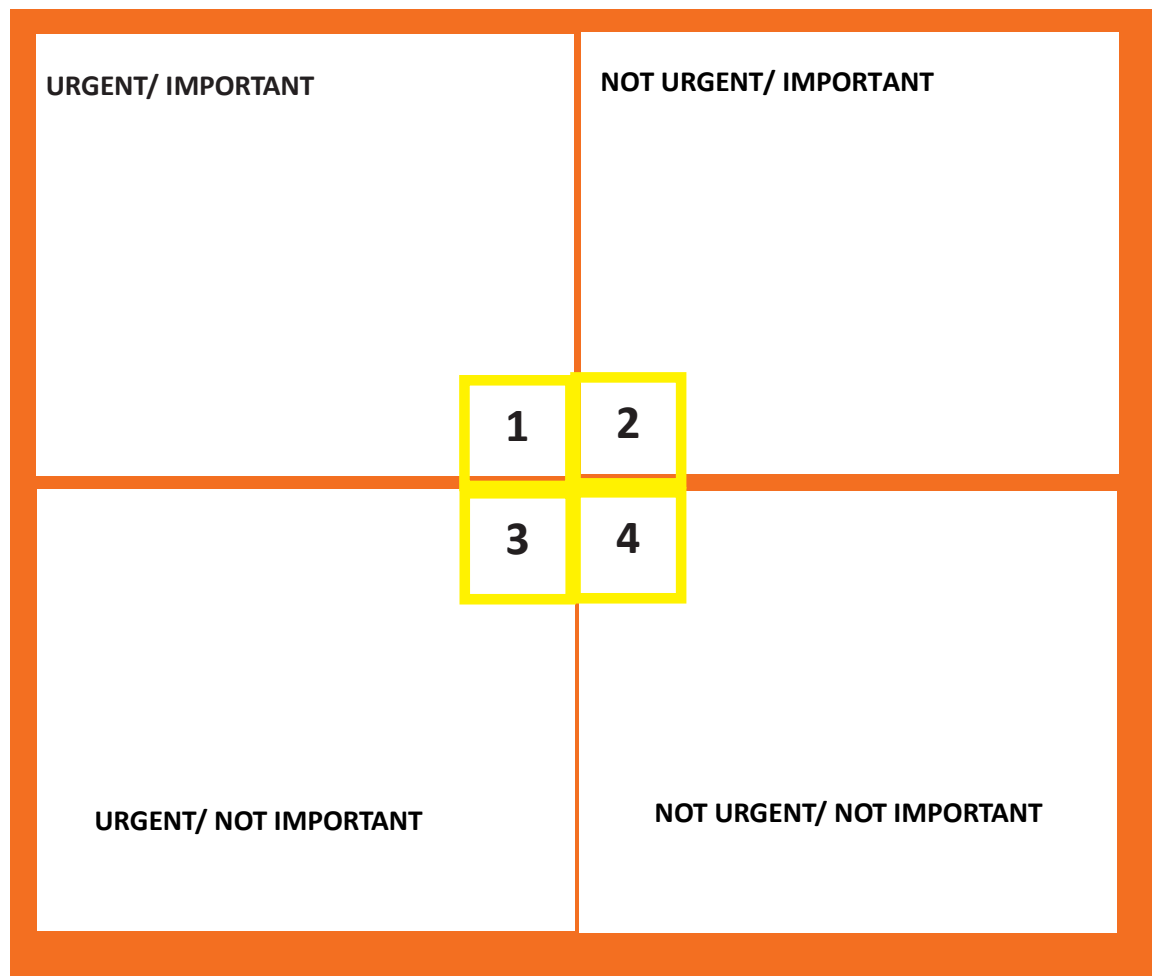 URGENT/ IMPORTANT
NOT URGENT/ IMPORTANT
1
2
3
4
URGENT/ NOT IMPORTANT
NOT URGENT/ NOT IMPORTANT